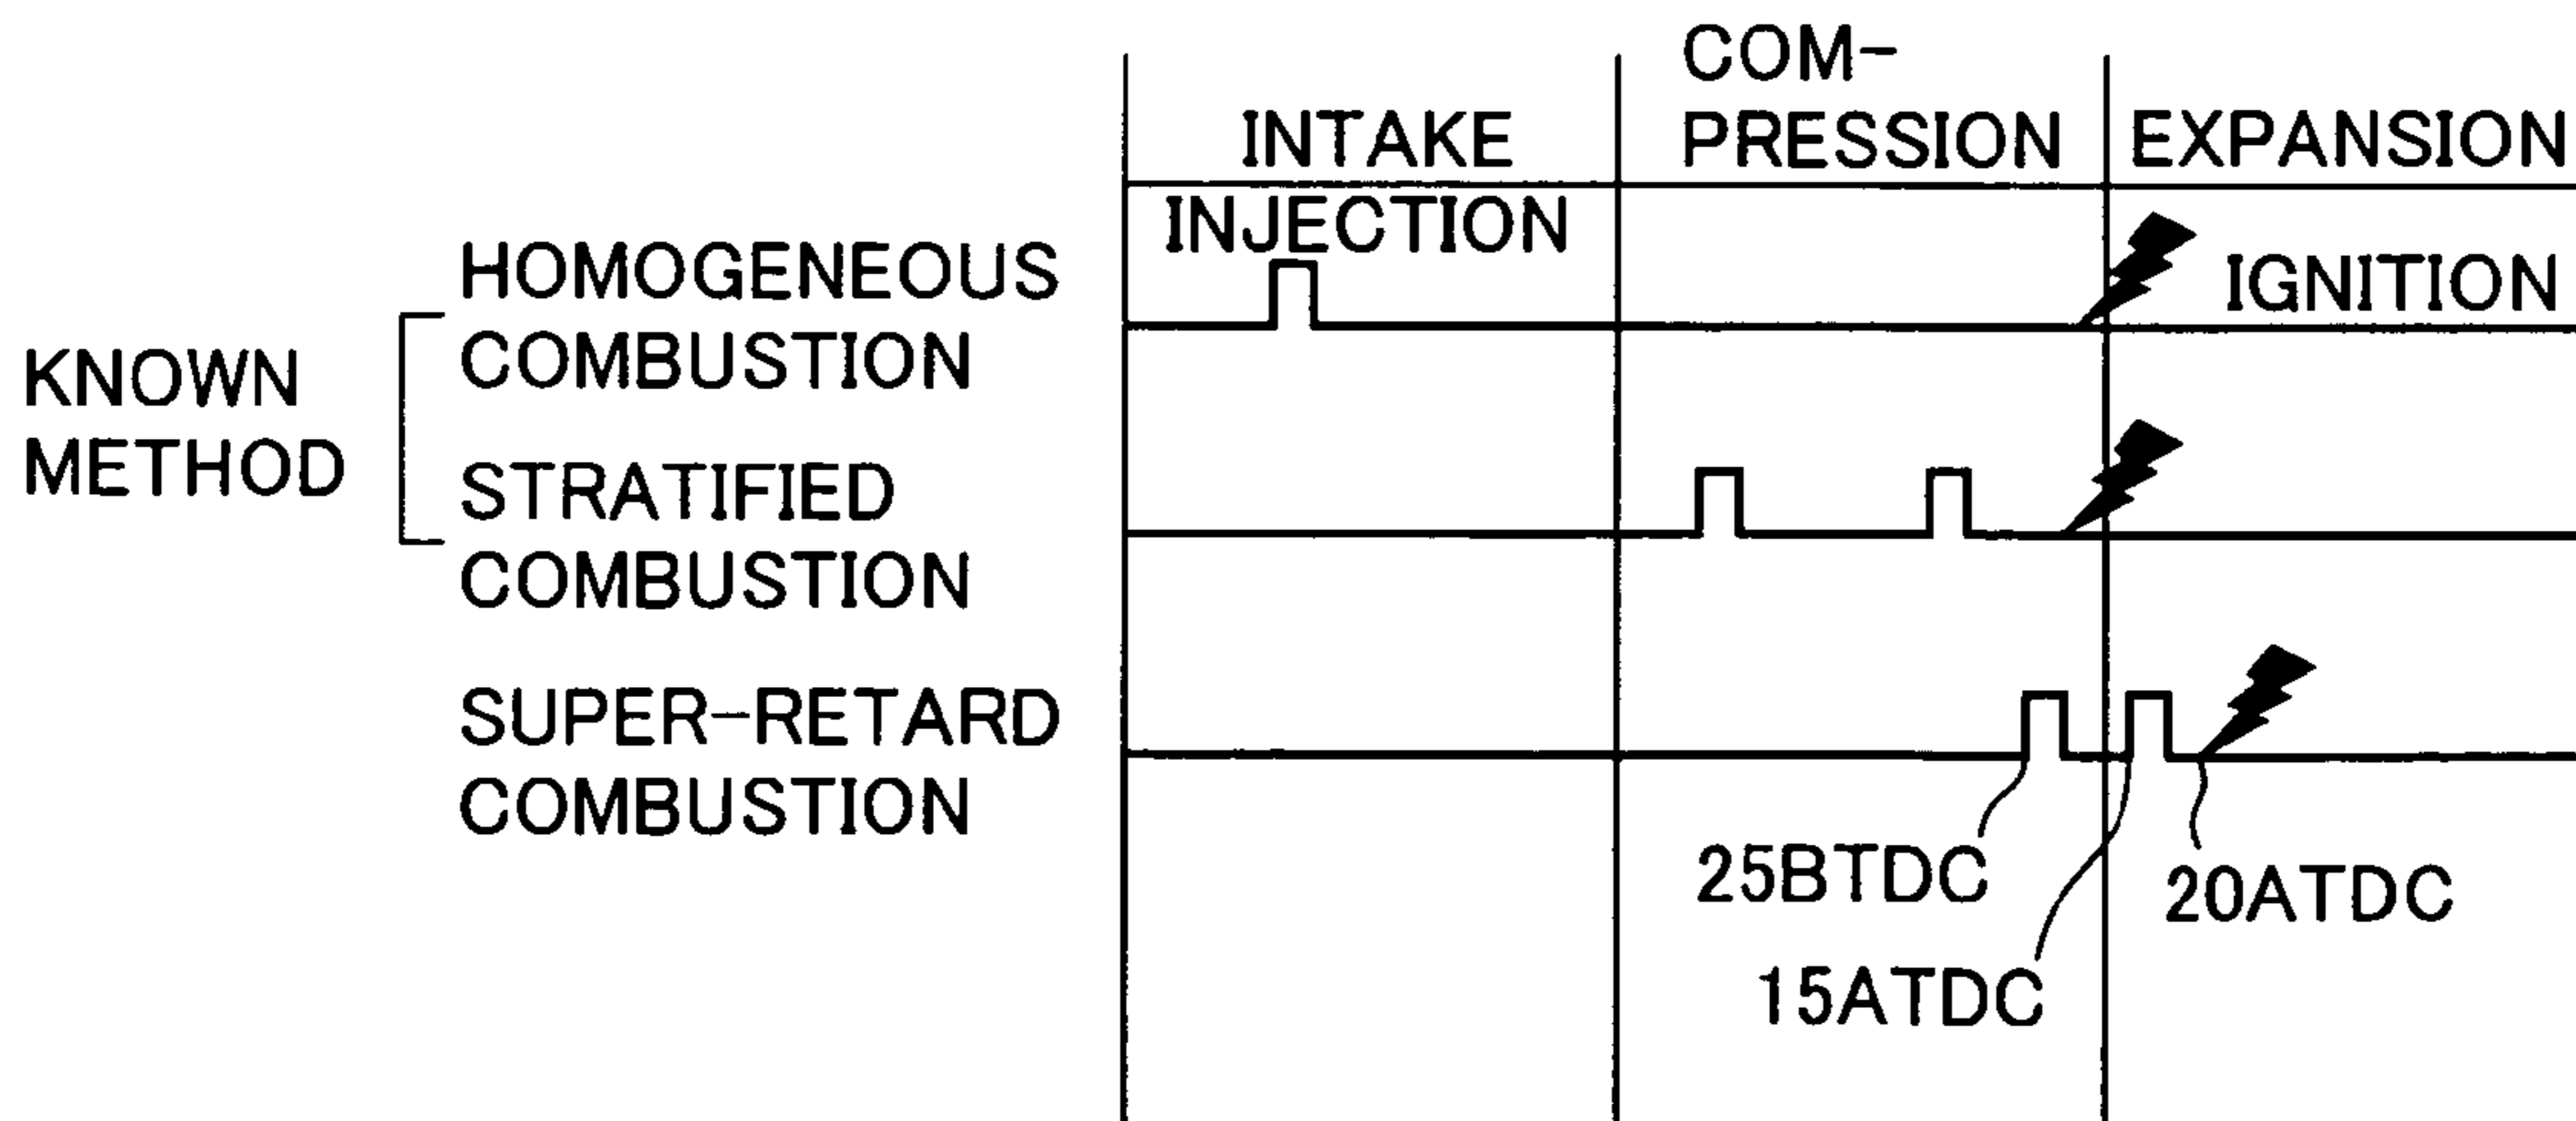 COM-
INTAKE PRESSION EXPANSION
INJECTION
HOMOGENEOUS
COMBUSTION
IGNITION
KNOWN
METHOD
STRATIFIED
COMBUSTION
SUPER-RETARD
COMBUSTION
25BTDC
20ATDC
15ATDC